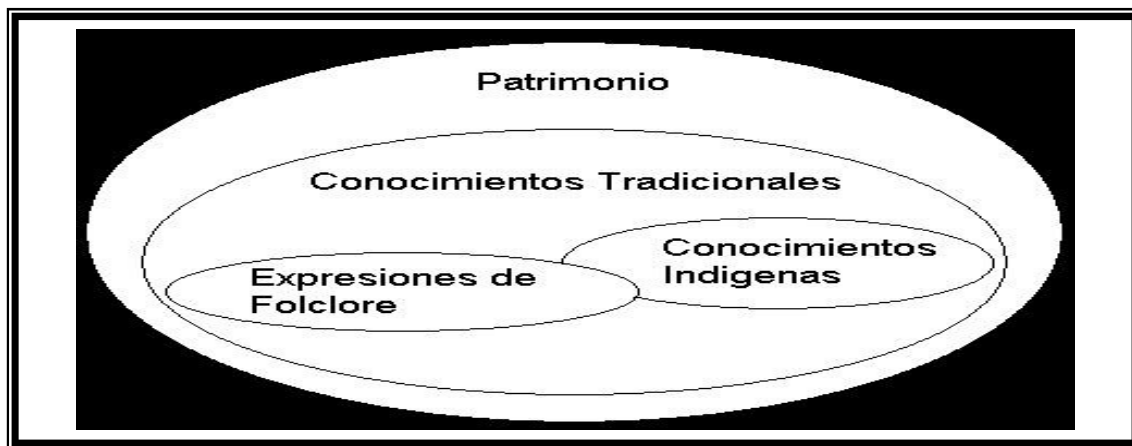 Patrimonio
Conocimientos Tradicionales
Conocimientos
Indigenas
Expresiones de
Folclore